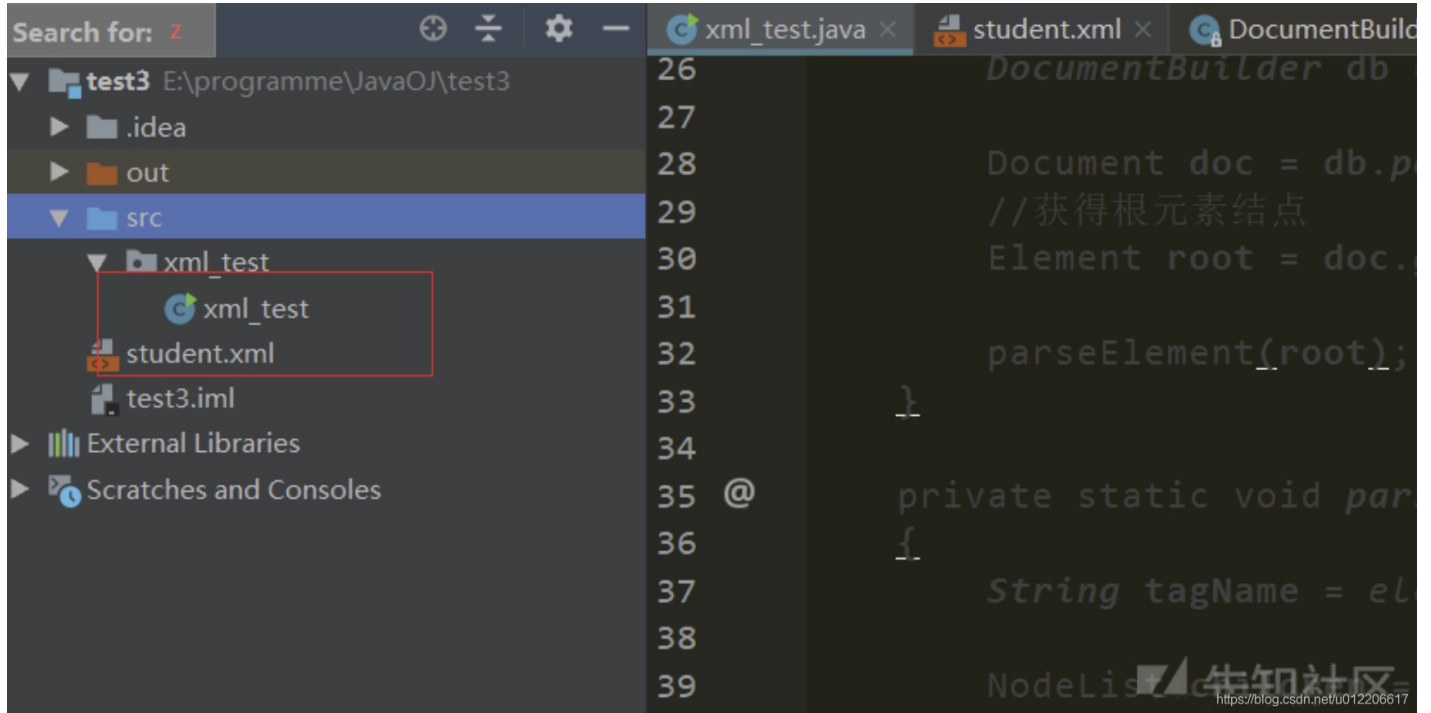 Search for: Z
test3 E:\programme\JavaOJ\test3
.idea
out
src
xml_test
xml_test
student.xml
test3.iml
External Libraries
Scratches and Consoles
xml_test.java
student.xml
DocumentBuild
26 DocumentBuilder db =
27
28 Document doc = db.p
29 //获得根元素结点
30 Element root = doc.g
31
32 parseElement(root);
33 }
34
35 @ private static void par
36 {
37 String tagName = ele
38
39 NodeLis
先知社区
https://blog.csdn.net/u012206617